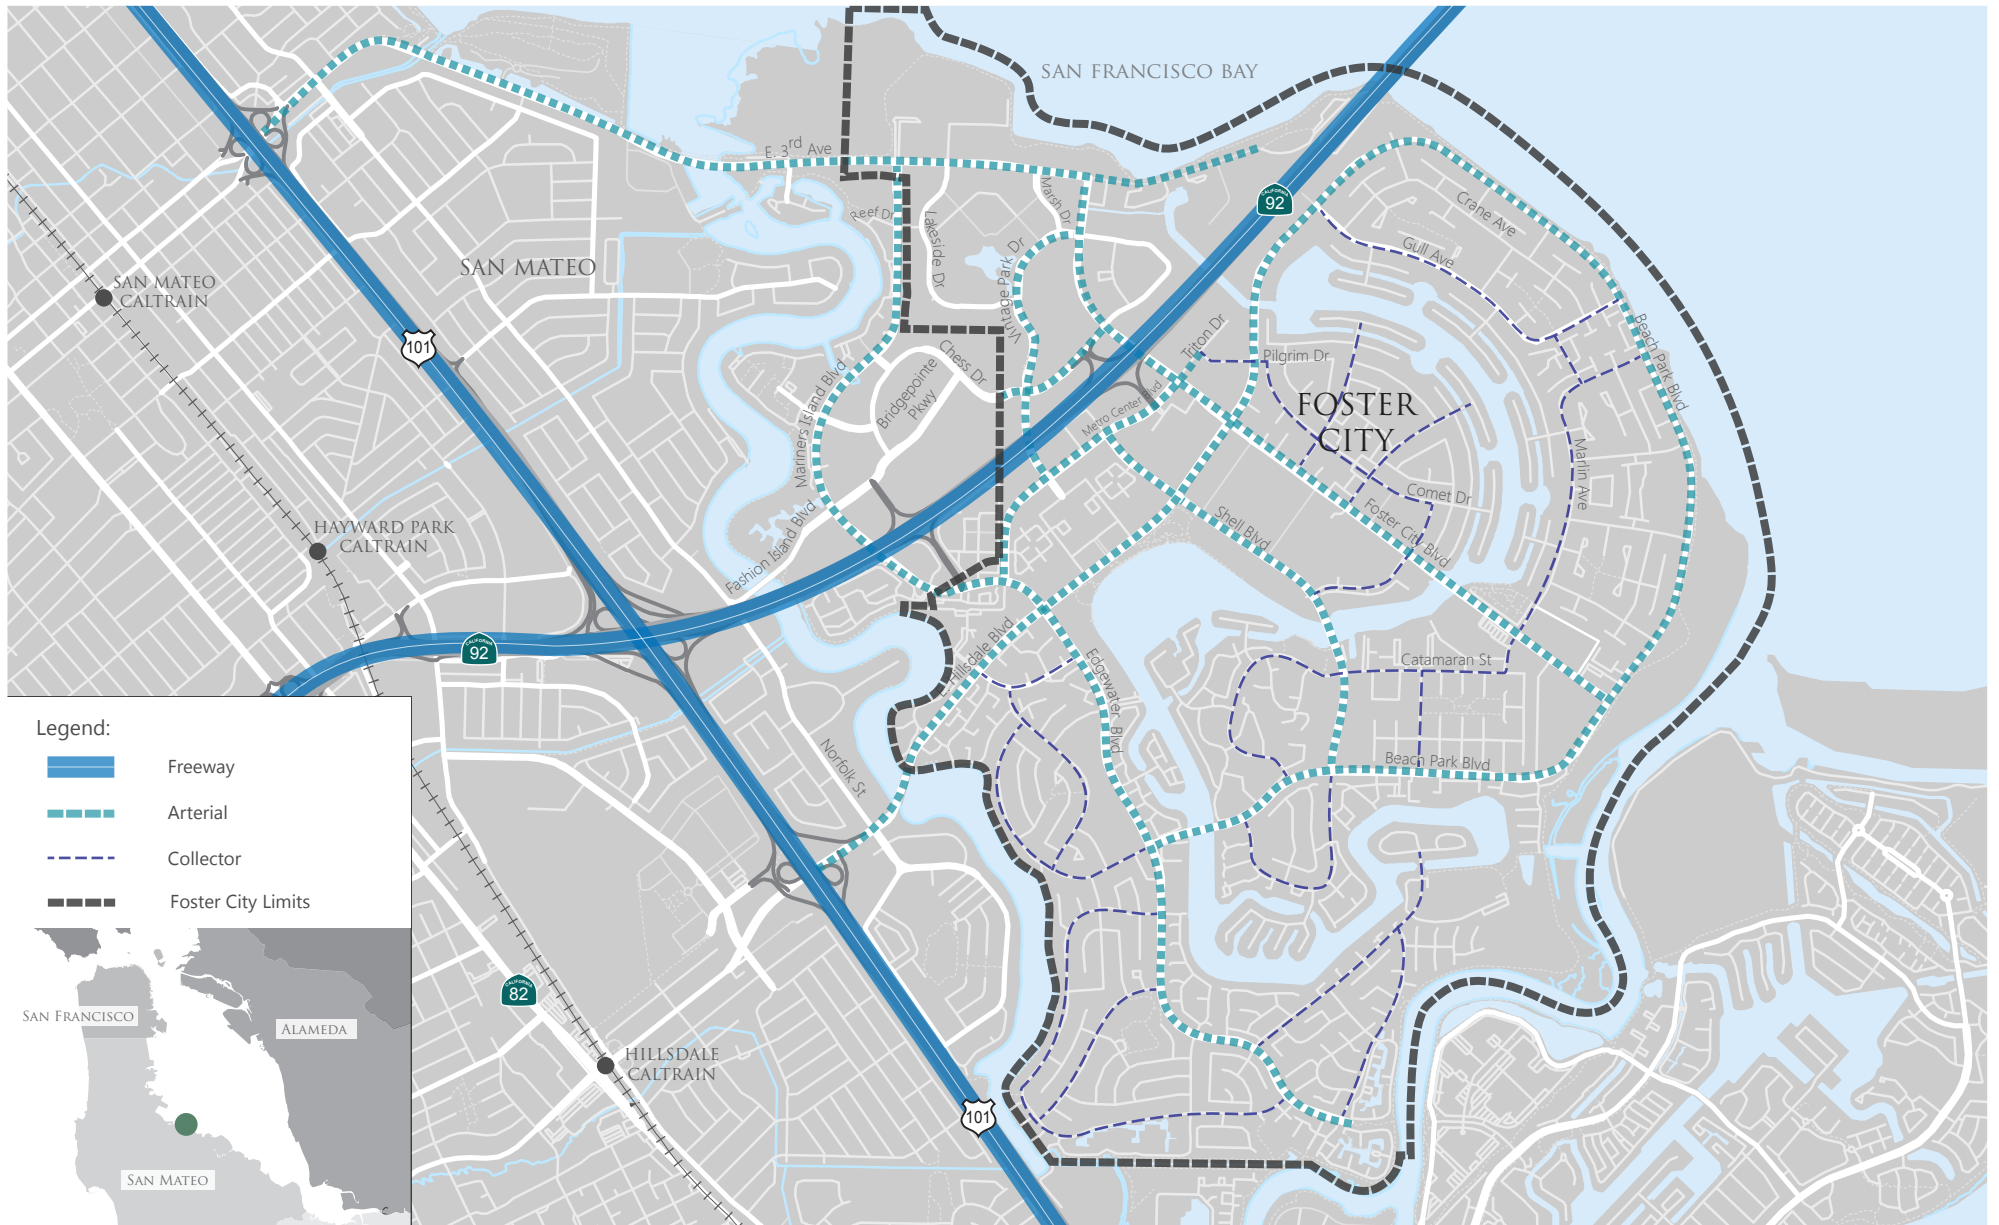 SAN FRANCISCO BAY
E. 3rd Ave
CALIFORNIA
92
Crane Ave
Marsh Dr
Reef Dr
Lakeside Dr
Gull Ave
Vintage Park Dr
SAN MATEO
SAN MATEO
CALTRAIN
101
Beach Park Blvd
Triton Dr
Pilgrim Dr
Chess Dr
Bridgepointe
Pkwy
Mariners Island Blvd
Metro Center Blvd
FOSTER
CITY
Marlin Ave
Comet Dr
Foster City Blvd
Shell Blvd
HAYWARD PARK
CALTRAIN
Fashion Island Blvd
CALIFORNIA
92
E. Hillsdale Blvd
Edgewater Blvd
Catamaran St
Norfolk St
Beach Park Blvd
Legend:
Freeway
Arterial
Collector
Foster City Limits
CALIFORNIA
82
SAN FRANCISCO
ALAMEDA
HILLSDALE
CALTRAIN
101
SAN MATEO